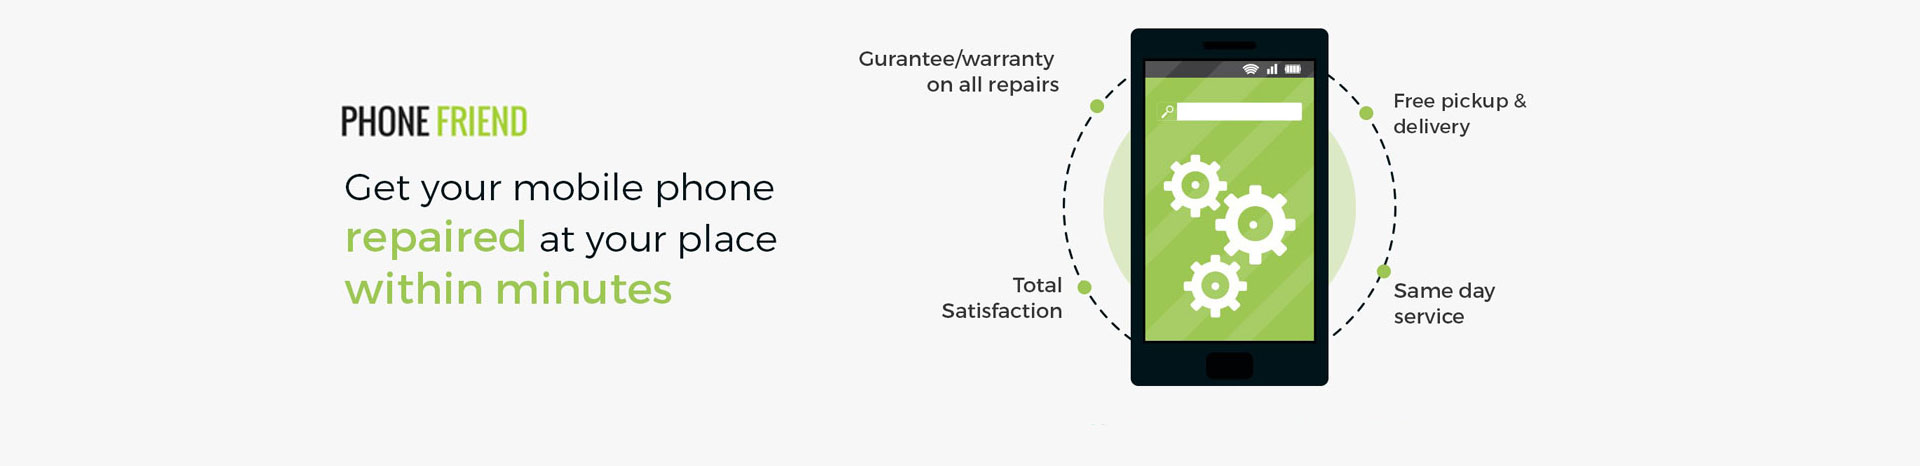 PHONE FRIEND
Get your mobile phone
repaired at your place
within minutes
Gurantee/warranty
on all repairs
Total
Satisfaction
Free pickup &
delivery
Same day
service